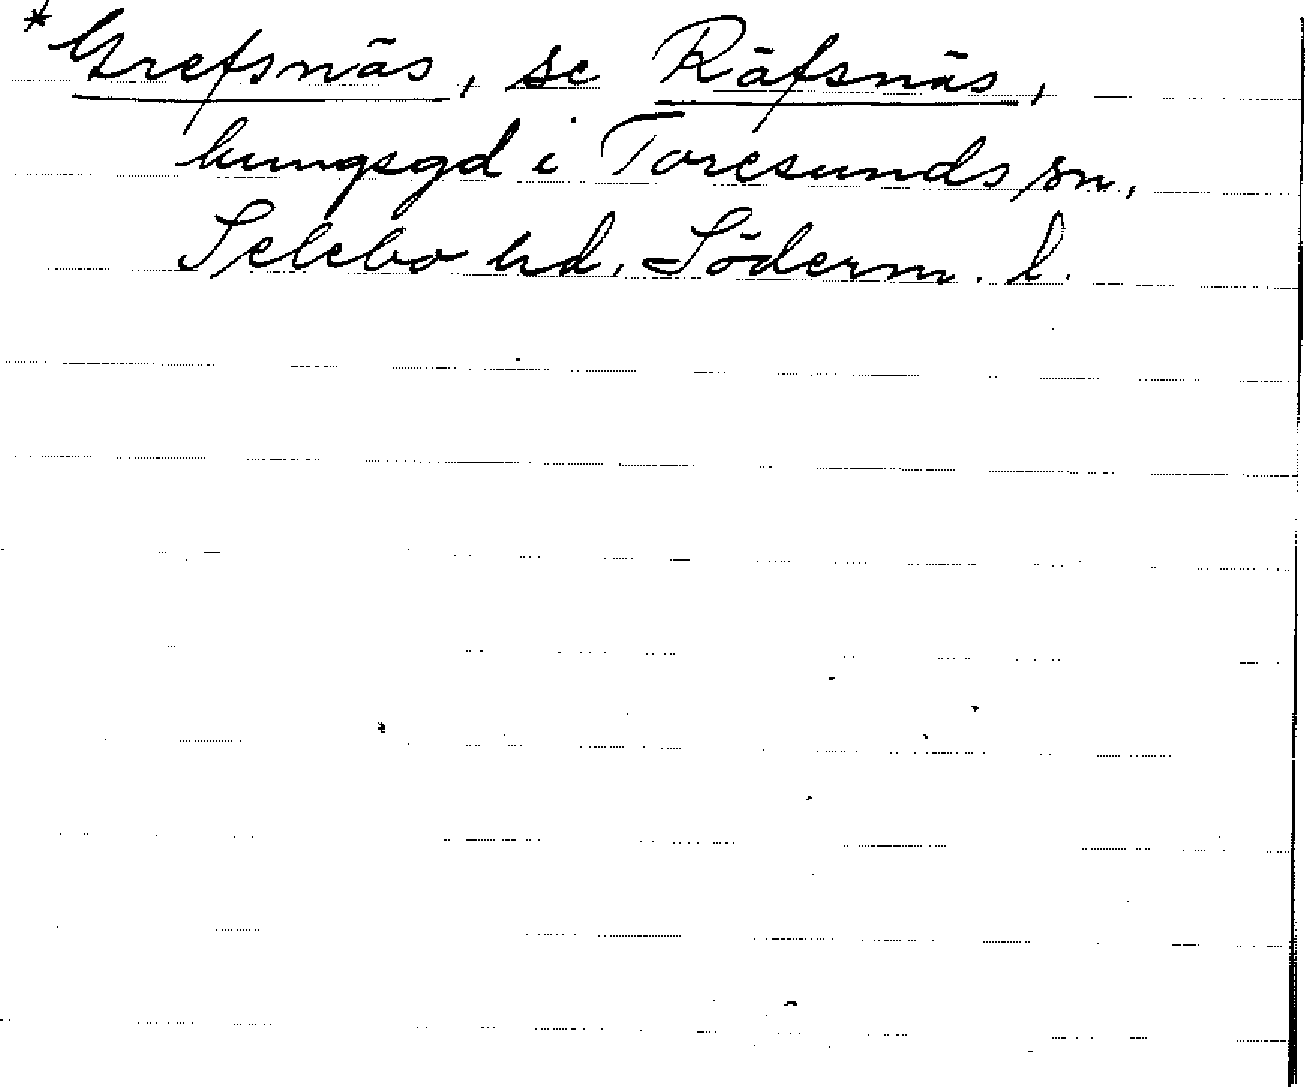 * Grefsnäs, se Räfsnäs,
kungsgd i Toresunds sn,
Selebo hd, Söderm. l.